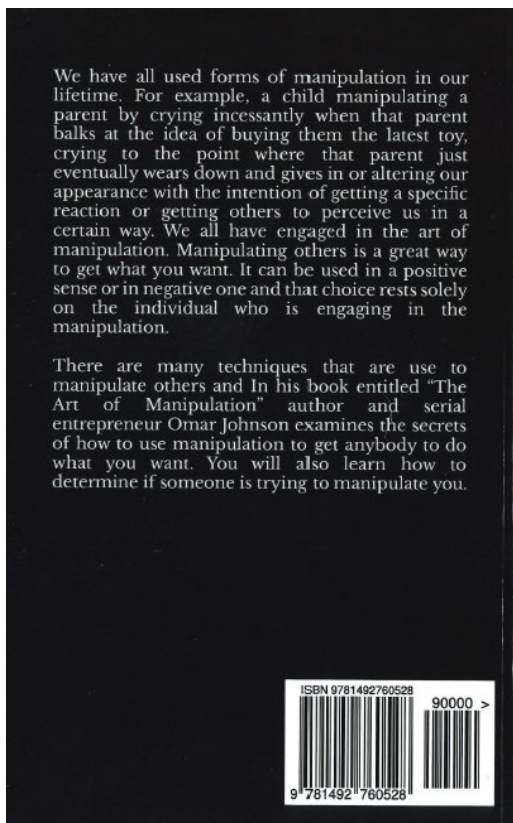 We have all used forms of manipulation in our
lifetime. For example, a child manipulating a
parent by crying incessantly when that parent
balks at the idea of buying them the latest toy,
crying to the point where that parent just
eventually wears down and gives in or altering our
appearance with the intention of getting a specific
reaction or getting others to perceive us in a
certain way. We all have engaged in the art of
manipulation. Manipulating others is a great way
to get what you want. It can be used in a positive
sense or in negative one and that choice rests solely
on the individual who is engaging in the
manipulation.
There are many techniques that are use to
manipulate others and In his book entitled “The
Art of Manipulation” author and serial
entrepreneur Omar Johnson examines the secrets
of how to use manipulation to get anybody to do
what you want. You will also learn how to
determine if someone is trying to manipulate you.
ISBN 9781492760528
90000 >
9 781492 760528